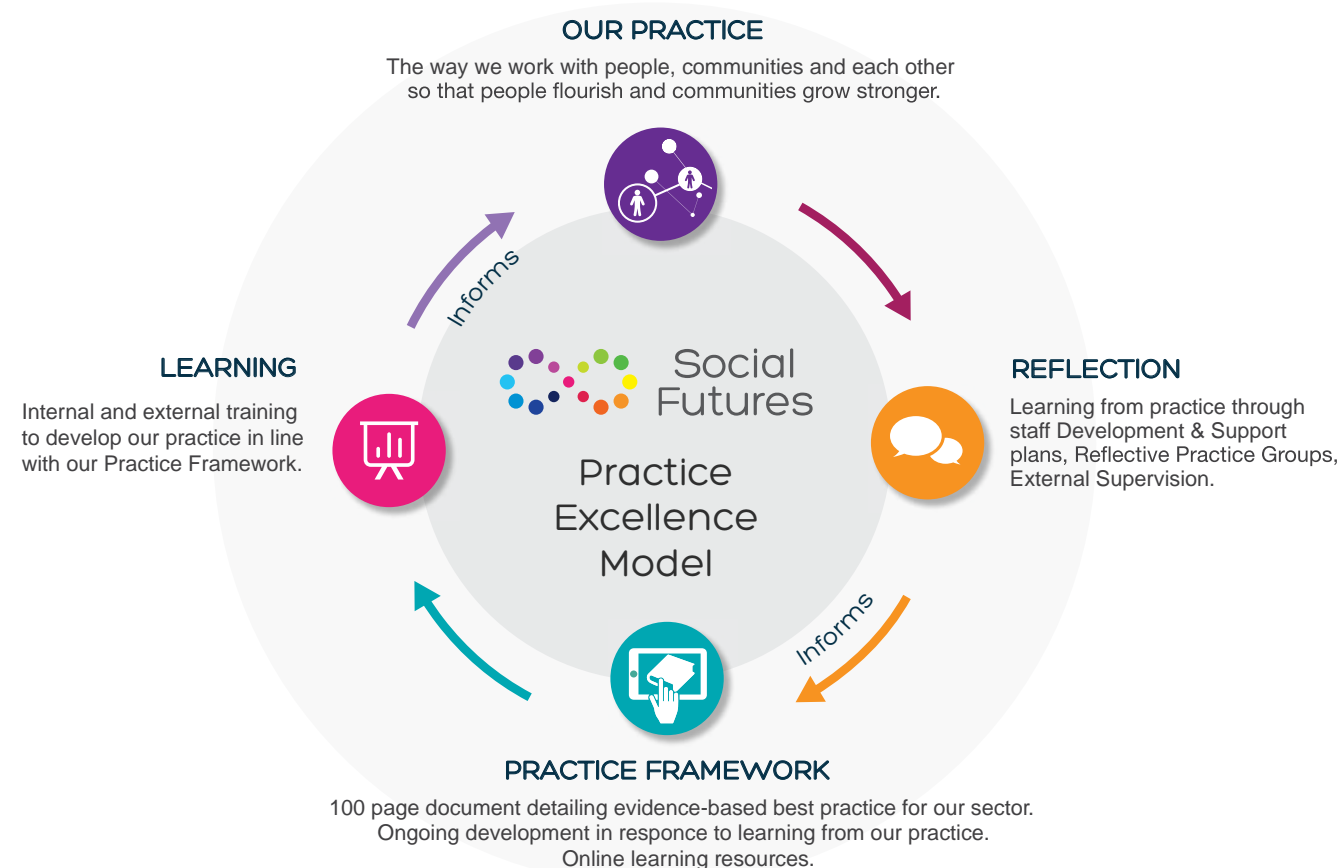 OUR PRACTICE
The way we work with people, communities and each other
so that people flourish and communities grow stronger.
Informs
LEARNING
Internal and external training
to develop our practice in line
with our Practice Framework.
Social
Futures
Practice
Excellence
Model
REFLECTION
Learning from practice through
staff Development & Support
plans, Reflective Practice Groups,
External Supervision.
Informs
PRACTICE FRAMEWORK
100 page document detailing evidence-based best practice for our sector.
Ongoing development in responce to learning from our practice.
Online learning resources.